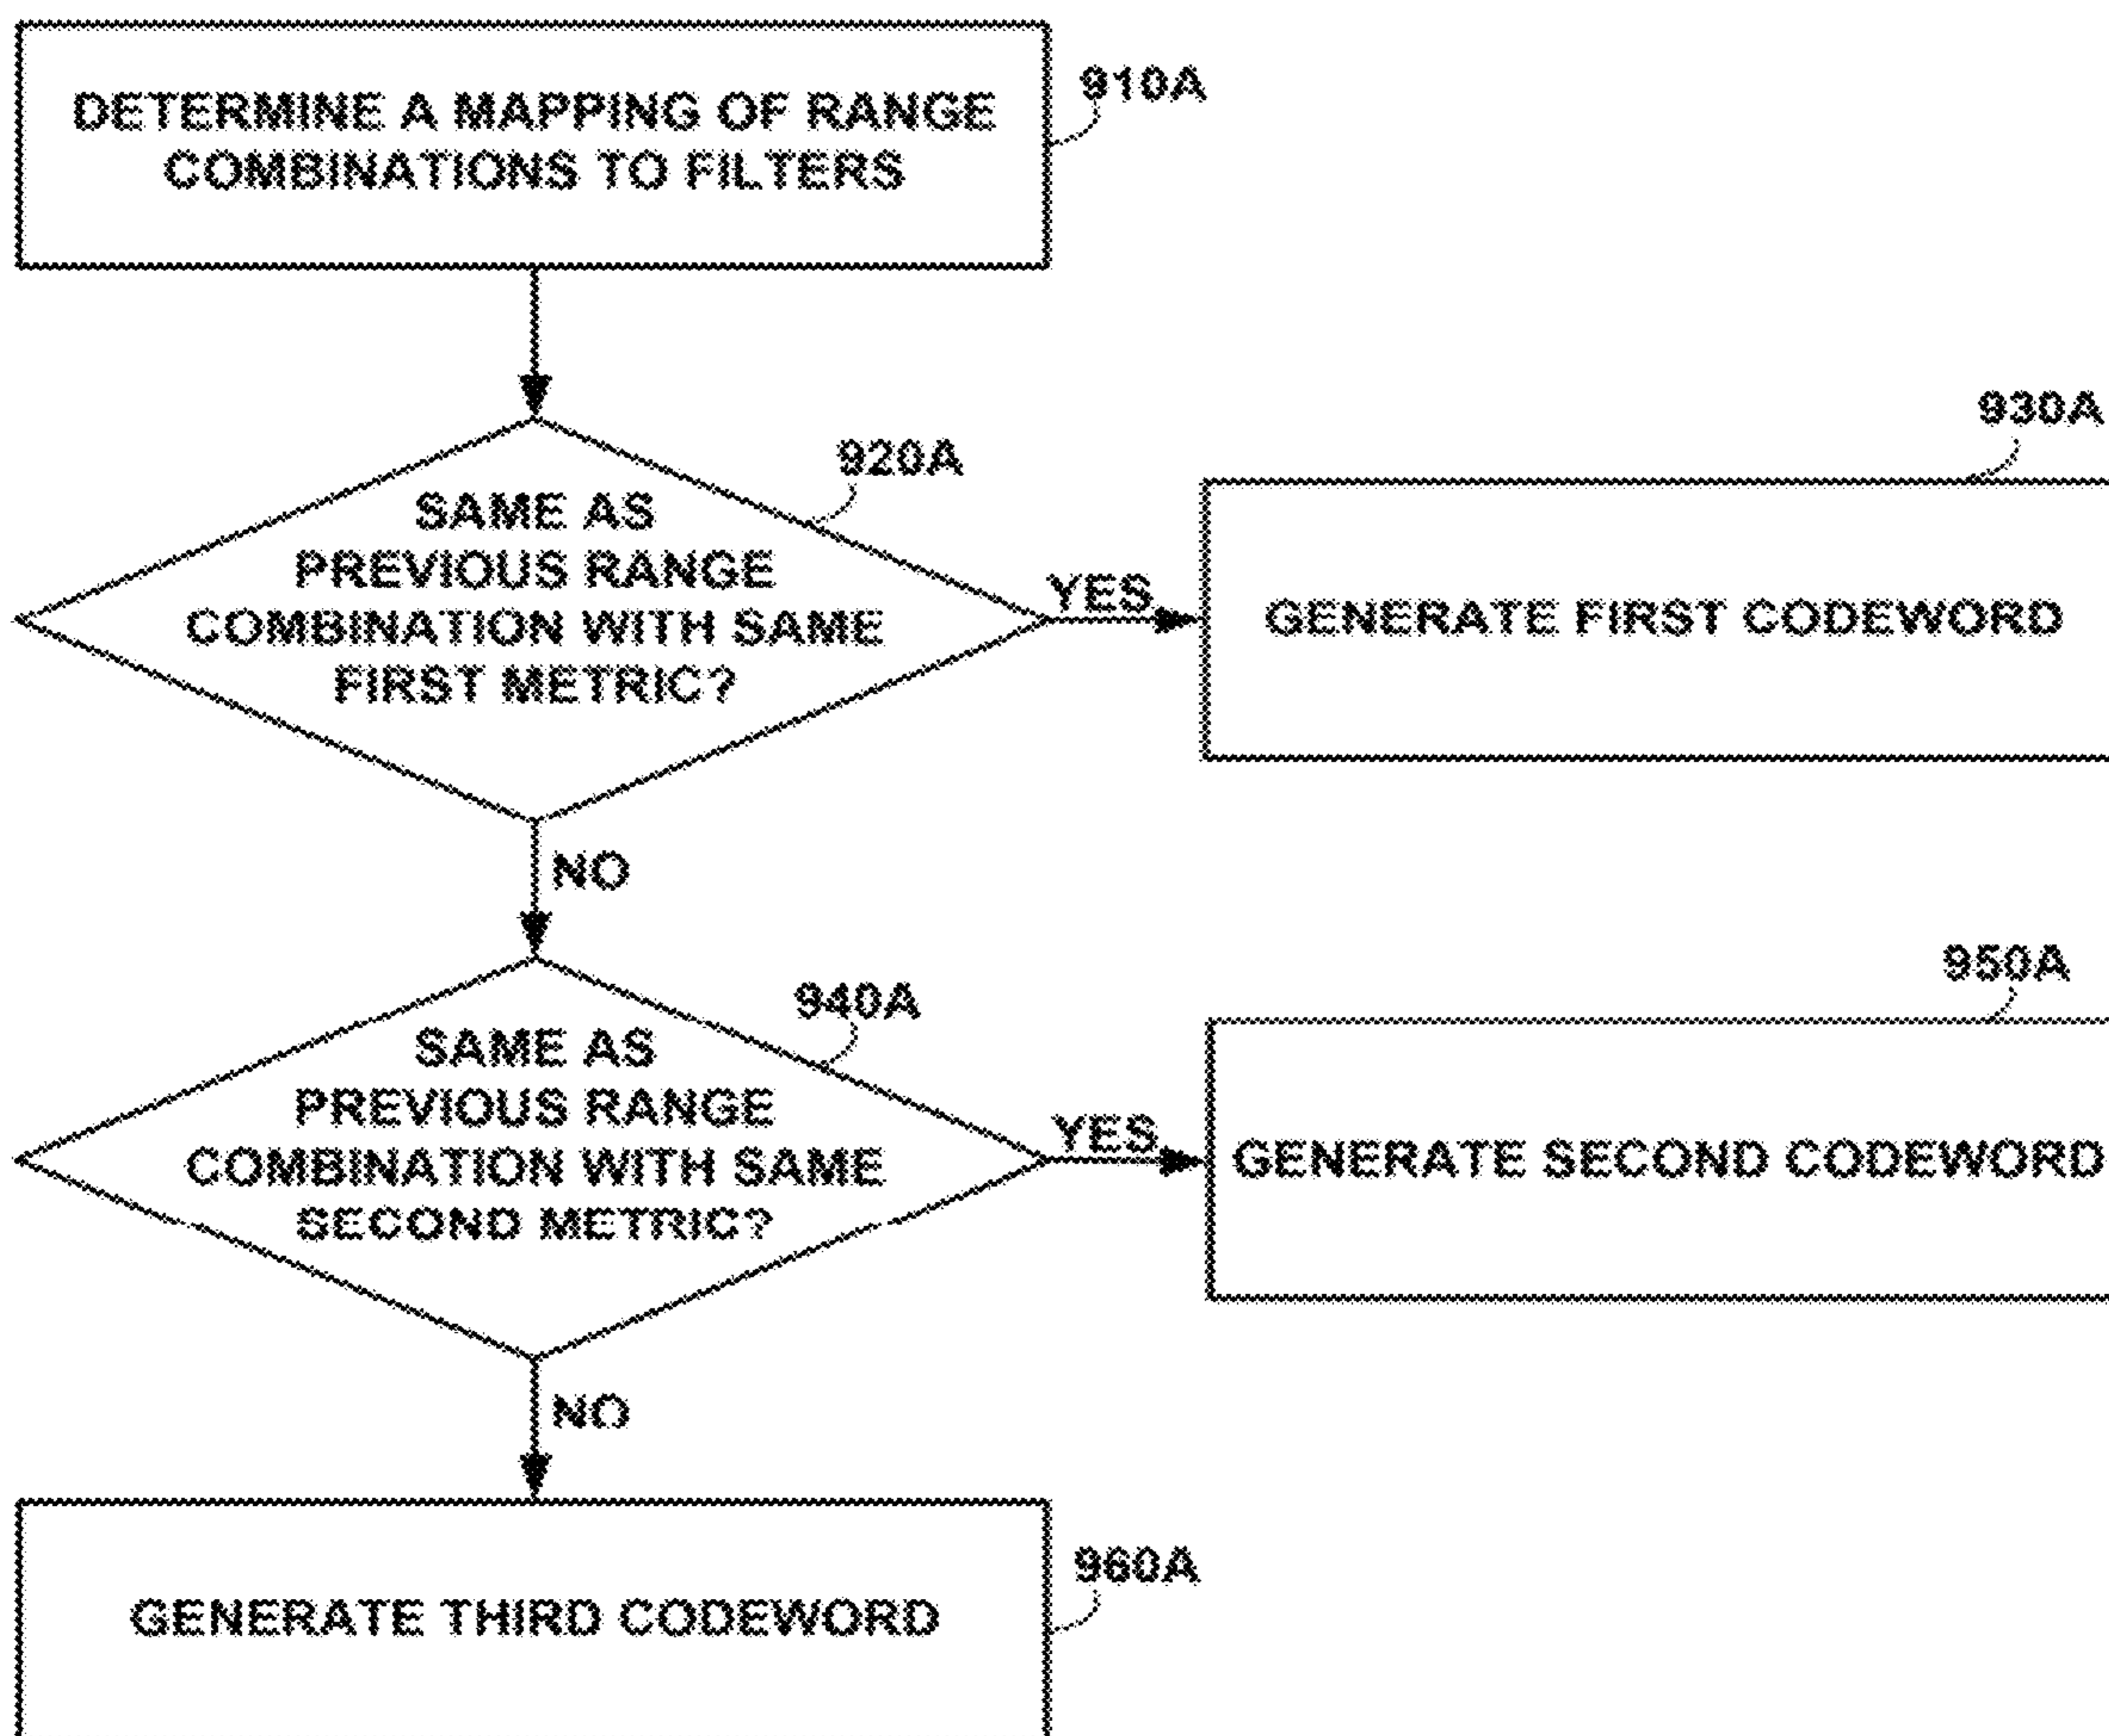 DETERMINE A MAPPING OF RANGE
COMBINATIONS TO FILTERS
910A
920A
SAME AS
PREVIOUS RANGE
COMBINATION WITH SAME
FIRST METRIC?
YES
930A
GENERATE FIRST CODEWORD
NO
940A
SAME AS
PREVIOUS RANGE
COMBINATION WITH SAME
SECOND METRIC?
YES
950A
GENERATE SECOND CODEWORD
NO
960A
GENERATE THIRD CODEWORD